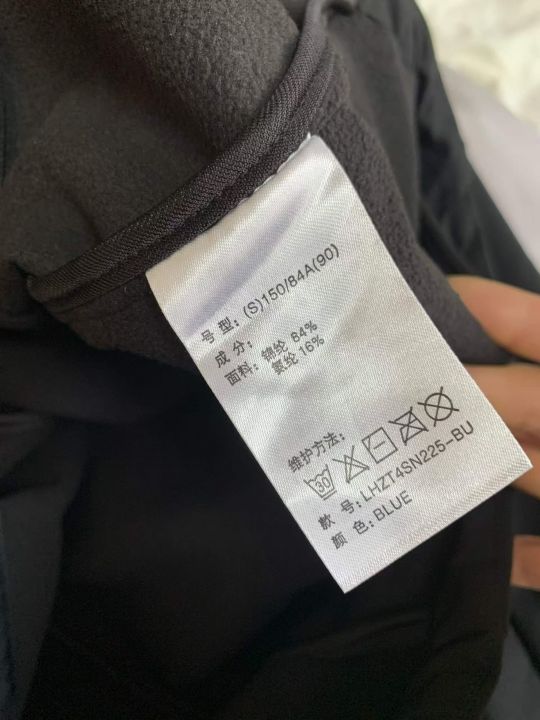 号 型: (S)150/84A(90)
成 分:
面料: 锦纶 84%
氨纶 16%
维护方法:
30
款 号: LHZT4SN225-BU
颜 色: BLUE